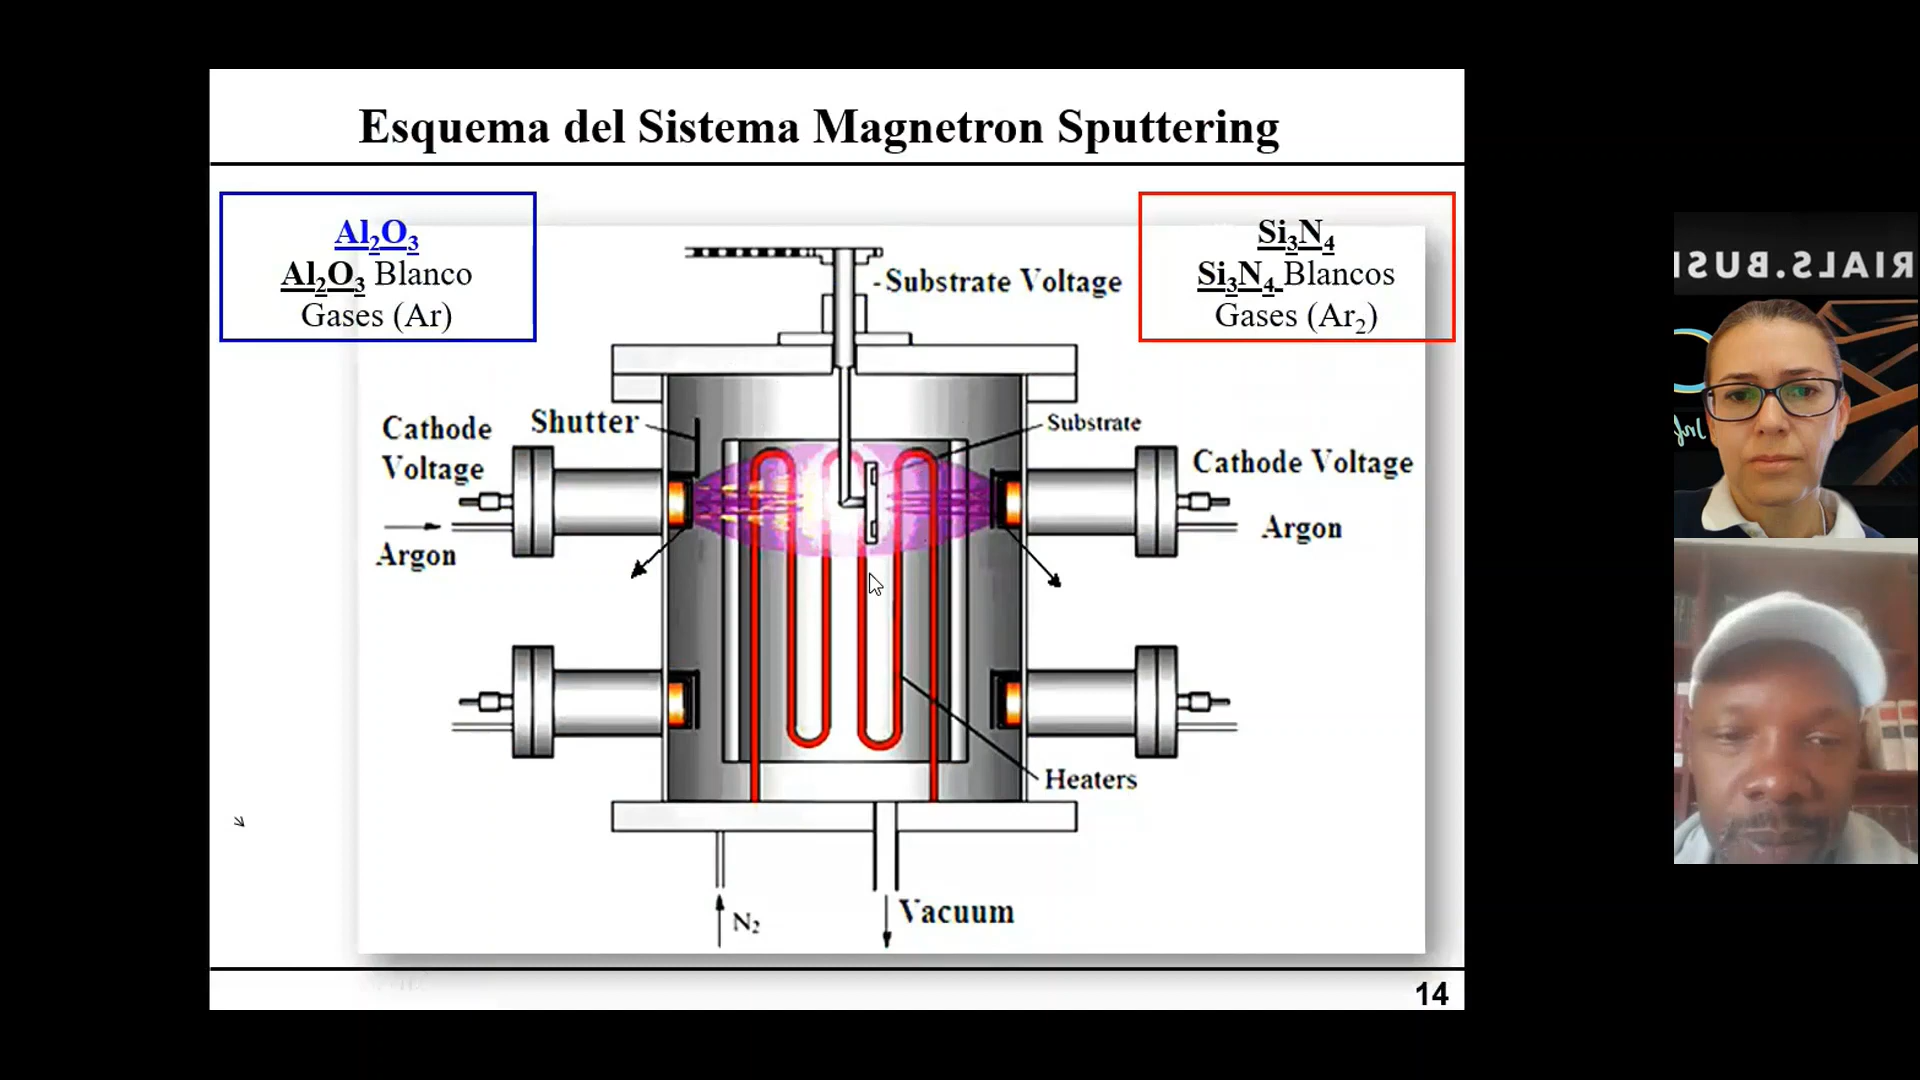 Esquema del Sistema Magnetron Sputtering
Al₂O₃
Al₂O₃ Blanco
Gases (Ar)
Si₃N₄
Si₃N₄ Blancos
Gases (Ar₂)
-Substrate Voltage
Cathode
Voltage
Shutter
Substrate
Cathode Voltage
Argon
Argon
Heaters
N₂
Vacuum
14
RIALS.BUSI
Inf